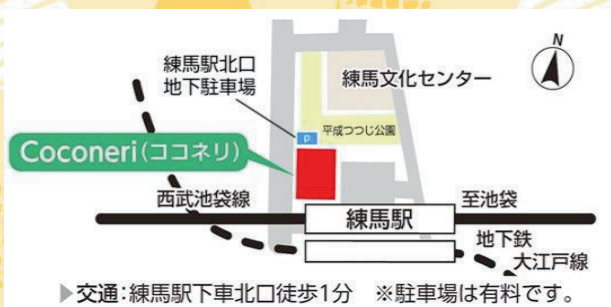 N
練馬駅北口
地下駐車場
練馬文化センター
P
平成つつじ公園
Coconeri(ココネリ)
西武池袋線
至池袋
練馬駅
地下鉄
大江戸線
▶交通:練馬駅下車北口徒歩1分 ※駐車場は有料です。